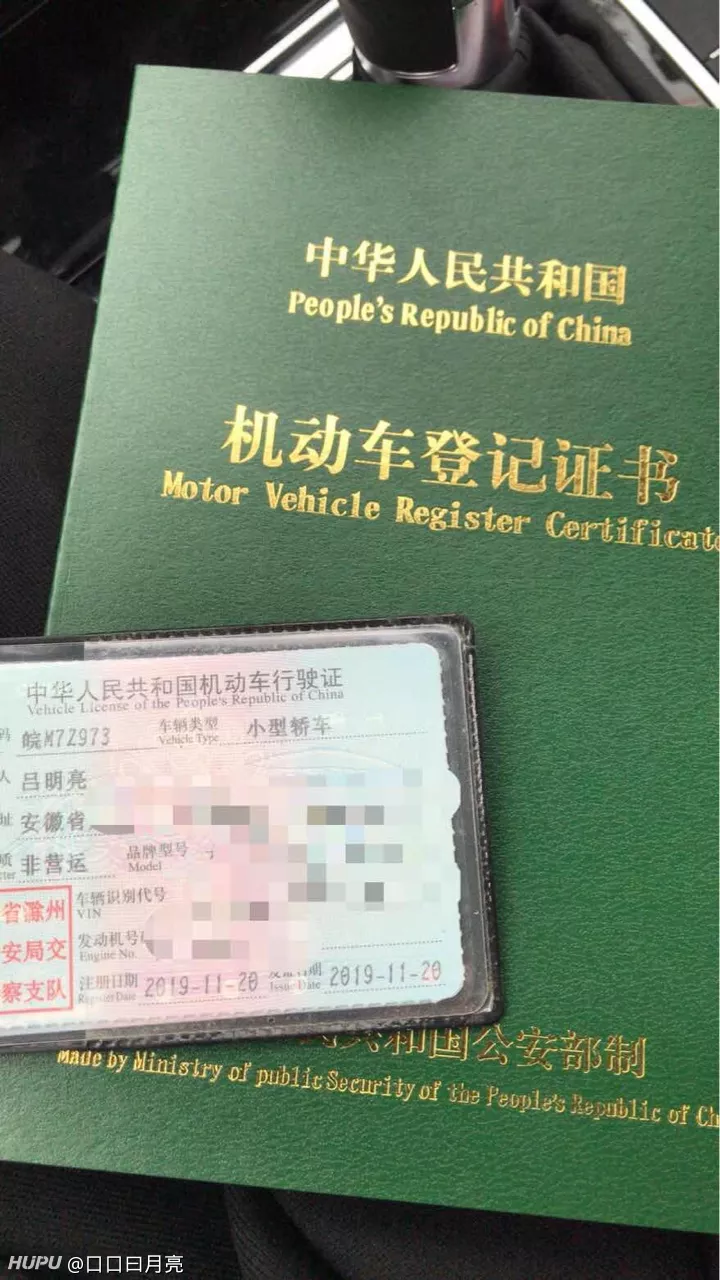 中华人民共和国
People's Republic of China
机动车登记证书
Motor Vehicle Register Certificate
中华人民共和国机动车行驶证
Vehicle License of the People's Republic of China
皖M7Z973 车辆类型 小型轿车
Vehicle Type
人 吕明亮
址 安徽省
质 非营运 品牌型号
Model
车辆识别代号
VIN
发动机号
Engine No.
省滁州
安局交
察支队
注册日期 2019-11-20 2019-11-20
Register Date Issue Date
民共和国公安部制
Made by Ministry of public Security of the People's Republic of Ch
HUPU @口口曰月亮